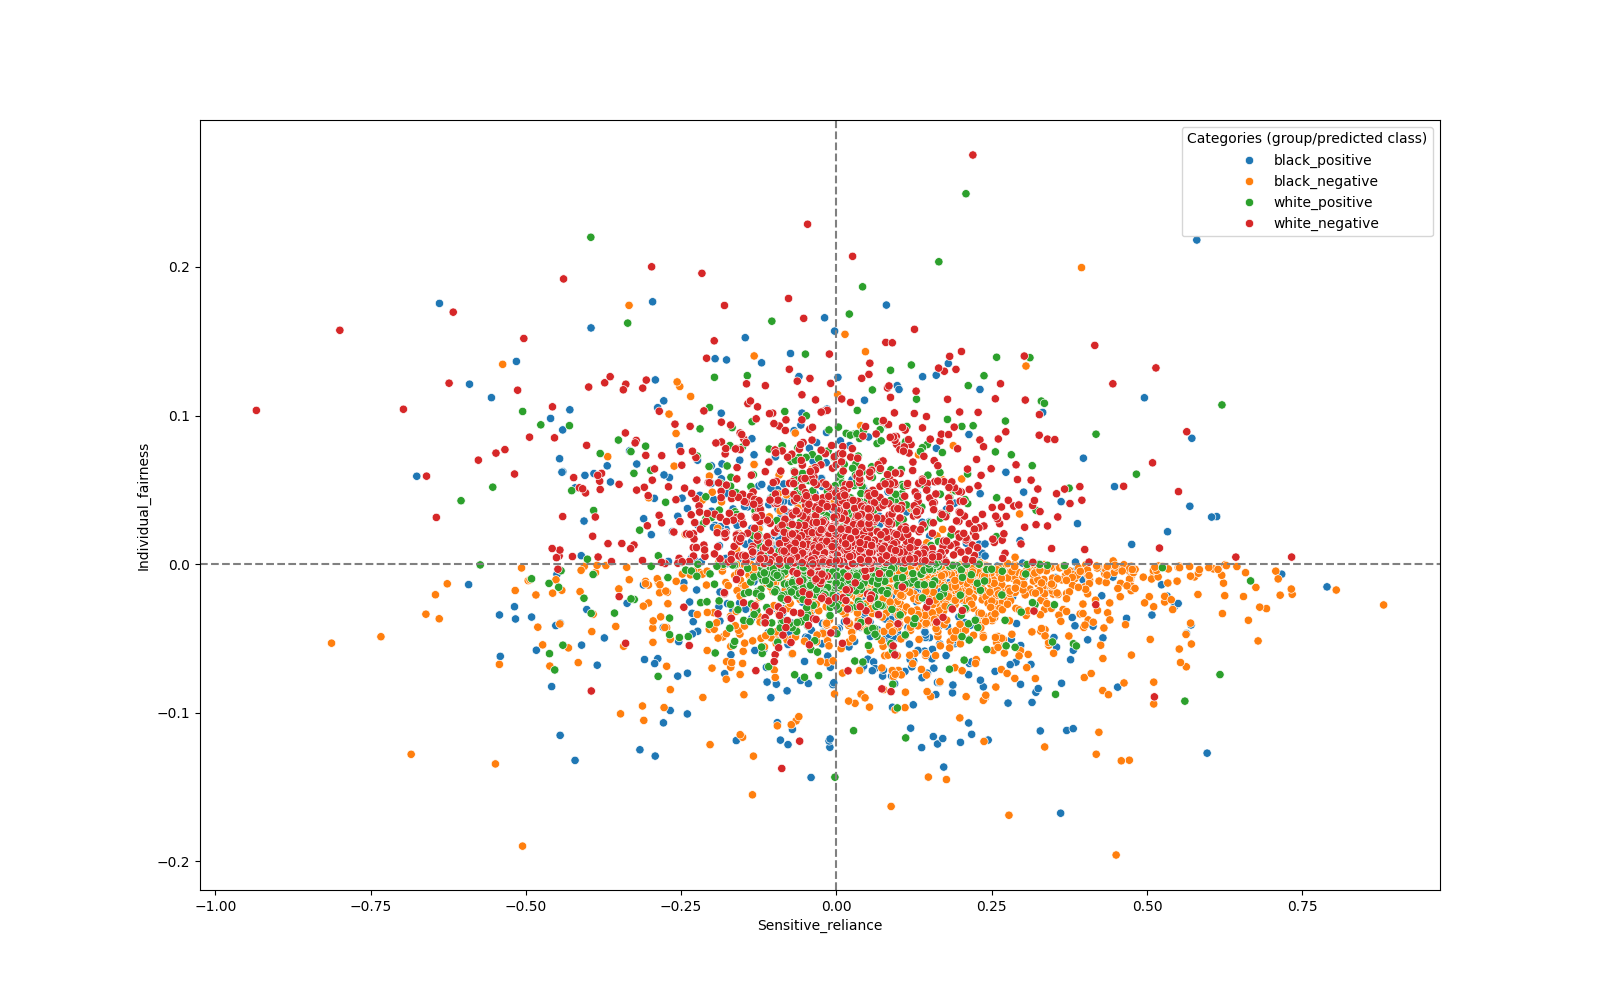 Categories (group/predicted class)
black_positive
black_negative
white_positive
white_negative
Individual_fairness
0.2
0.1
0.0
−0.1
−0.2
−1.00 −0.75 −0.50 −0.25 0.00 0.25 0.50 0.75
Sensitive_reliance